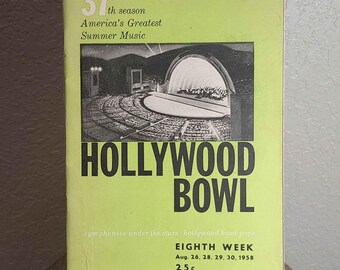 37th season
America's Greatest
Summer Music
HOLLYWOOD
BOWL
symphonies under the stars · hollywood bowl pops
EIGHTH WEEK
Aug. 26, 28, 29, 30, 1958
25c